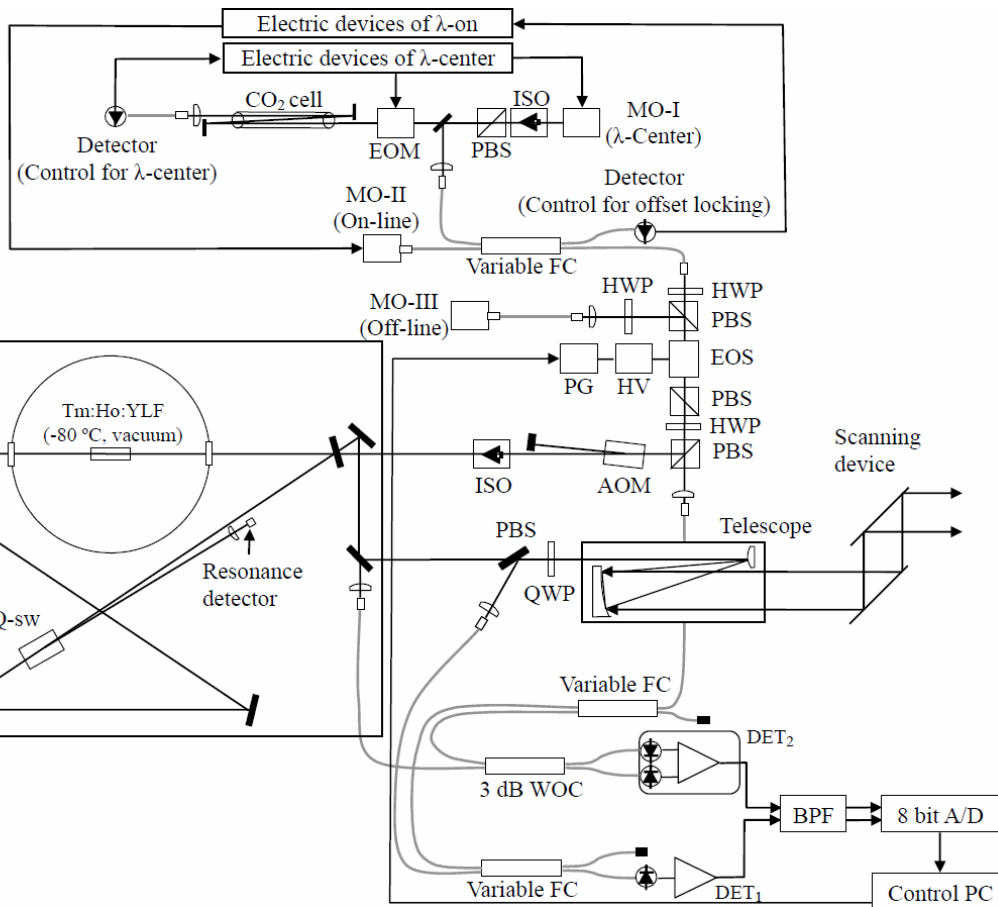 Electric devices of λ-on
Electric devices of λ-center
CO2 cell
ISO
MO-I
(λ-Center)
Detector
(Control for λ-center)
EOM
PBS
MO-II
(On-line)
Detector
(Control for offset locking)
Variable FC
HWP
HWP
MO-III
(Off-line)
PBS
EOS
PG
HV
PBS
Tm:Ho:YLF
(-80 ºC, vacuum)
HWP
PBS
Scanning
device
ISO
AOM
PBS
Telescope
Resonance
detector
QWP
Q-sw
Variable FC
DET2
3 dB WOC
BPF
8 bit A/D
Variable FC
DET1
Control PC